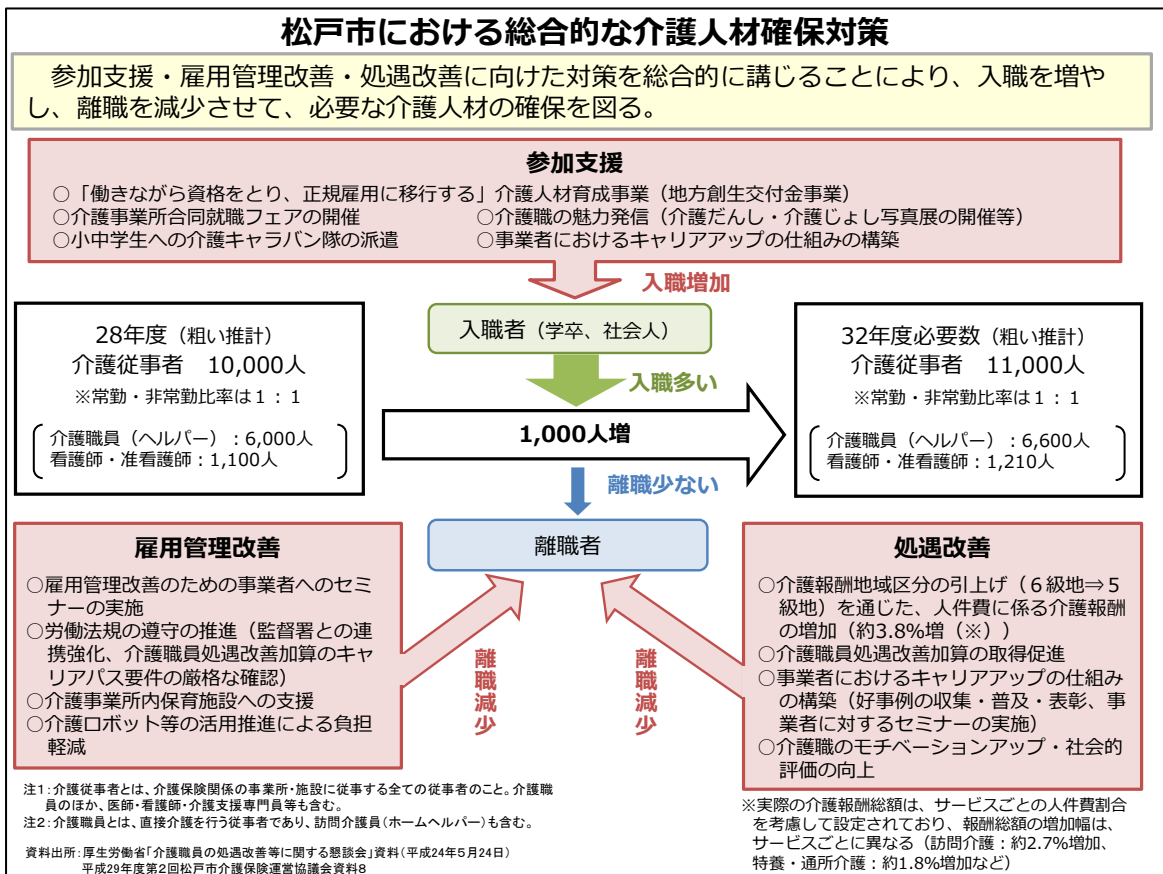 松戸市における総合的な介護人材確保対策
参加支援・雇用管理改善・処遇改善に向けた対策を総合的に講じることにより、入職を増や
し、離職を減少させて、必要な介護人材の確保を図る。
参加支援
○「働きながら資格をとり、正規雇用に移行する」介護人材育成事業（地方創生交付金事業）
○介護事業所合同就職フェアの開催　○介護職の魅力発信（介護だんし・介護じょし写真展の開催等）
○小中学生への介護キャラバン隊の派遣　○事業者におけるキャリアアップの仕組みの構築
入職増加
入職者（学卒、社会人）
入職多い
28年度（粗い推計）
介護従事者　10,000人
※常勤・非常勤比率は１：１
介護職員（ヘルパー）：6,000人
看護師・准看護師：1,100人
1,000人増
32年度必要数（粗い推計）
介護従事者　11,000人
※常勤・非常勤比率は１：１
介護職員（ヘルパー）：6,600人
看護師・准看護師：1,210人
離職少ない
離職者
雇用管理改善
○雇用管理改善のための事業者へのセミ
ナーの実施
○労働法規の遵守の推進（監督署との連
携強化、介護職員処遇改善加算のキャ
リアパス要件の厳格な確認）
○介護事業所内保育施設への支援
○介護ロボット等の活用推進による負担
軽減
離職減少
離職減少
処遇改善
○介護報酬地域区分の引上げ（６級地⇒５
級地）を通じた、人件費に係る介護報酬
の増加（約3.8%増（※））
○介護職員処遇改善加算の取得促進
○事業者におけるキャリアアップの仕組み
の構築（好事例の収集・普及・表彰、事
業者に対するセミナーの実施）
○介護職のモチベーションアップ・社会的
評価の向上
注１：介護従事者とは、介護保険関係の事業所・施設に従事する全ての従事者のこと。介護職
員のほか、医師・看護師・介護支援専門員等も含む。
注２：介護職員とは、直接介護を行う従事者であり、訪問介護員（ホームヘルパー）も含む。
資料出所：厚生労働省「介護職員の処遇改善等に関する懇談会」資料（平成24年5月24日）
平成29年度第2回松戸市介護保険運営協議会資料8
※実際の介護報酬総額は、サービスごとの人件費割合
を考慮して設定されており、報酬総額の増加幅は、
サービスごとに異なる（訪問介護：約2.7%増加、
特養・通所介護：約1.8%増加など）